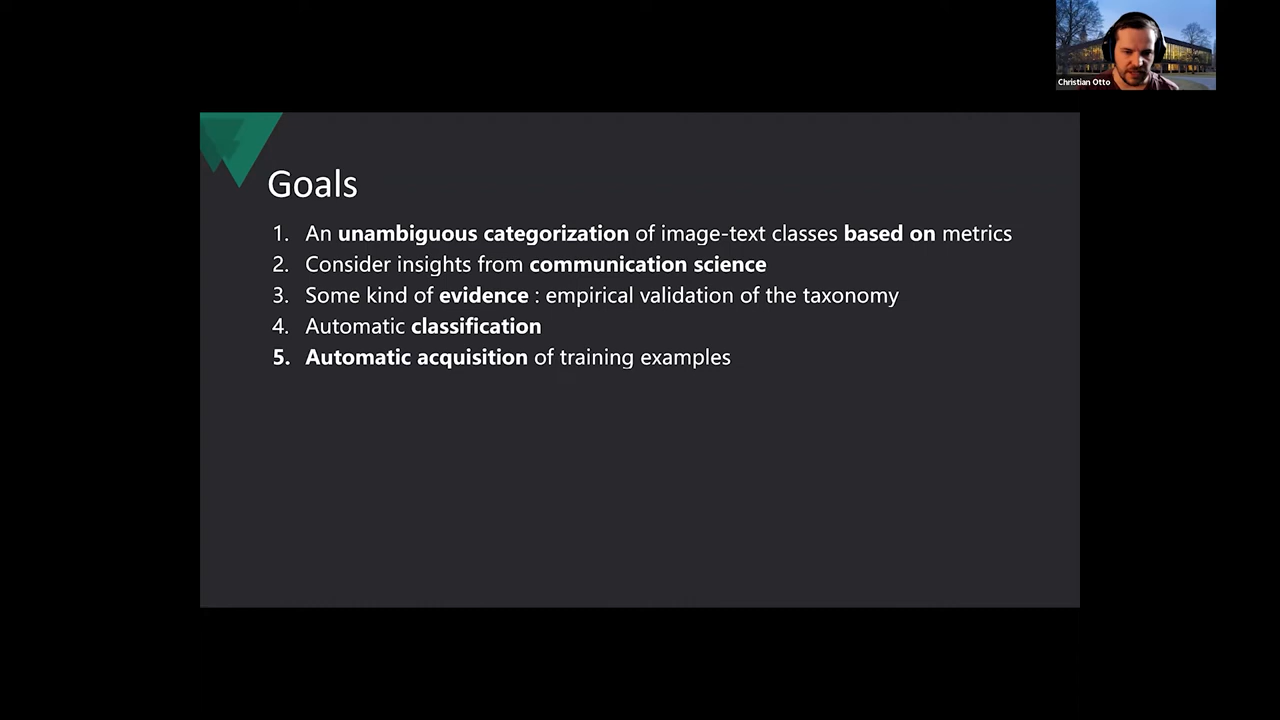 Christian Otto
Goals
1. An unambiguous categorization of image-text classes based on metrics
2. Consider insights from communication science
3. Some kind of evidence : empirical validation of the taxonomy
4. Automatic classification
5. Automatic acquisition of training examples